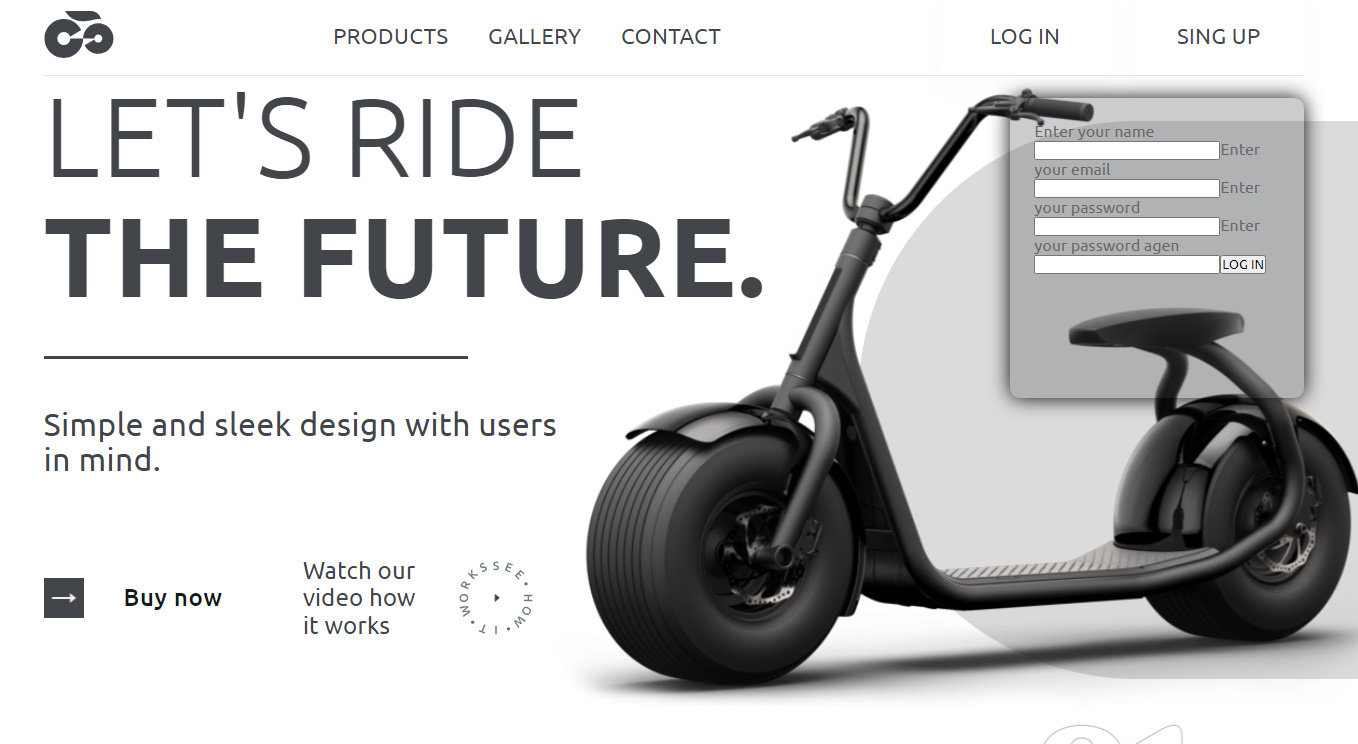 PRODUCTS GALLERY CONTACT LOG IN SING UP
LET'S RIDE
THE FUTURE.
Enter your name
Enter
your email
Enter
your password
Enter
your password agen
LOG IN
Simple and sleek design with users
in mind.
Buy now
Watch our
video how
it works
WORKSSEE • HOW • IT •